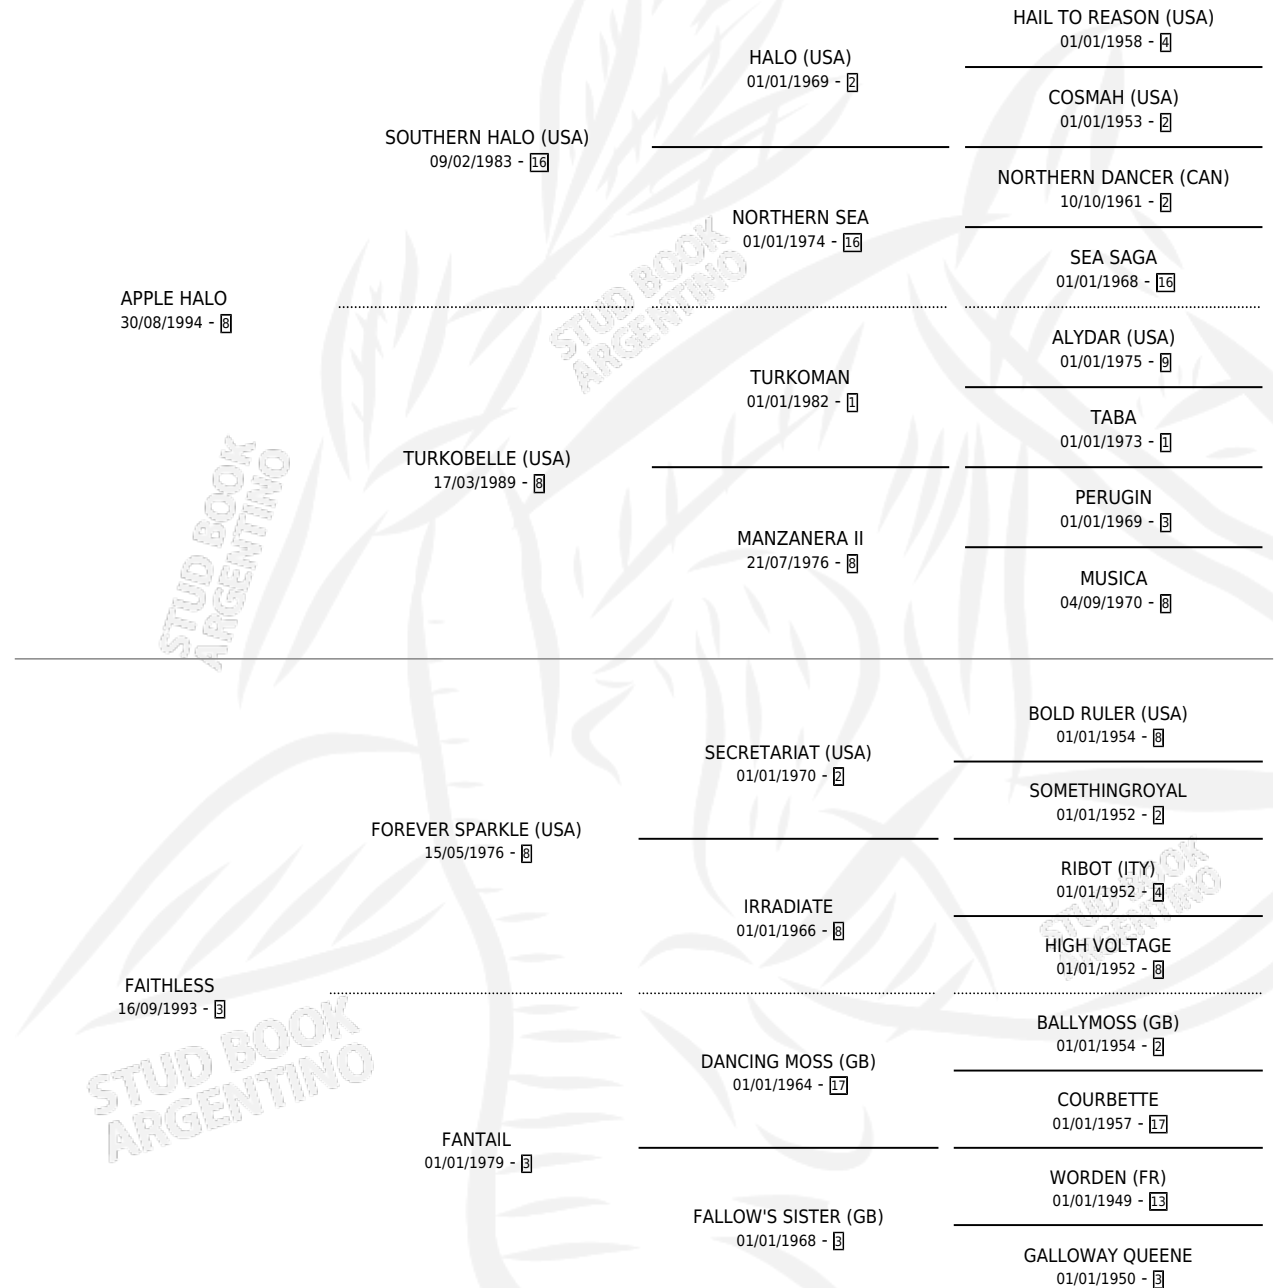 HAIL TO REASON (USA)
01/01/1958 - 4
HALO (USA)
01/01/1969 - 2
COSMAH (USA)
01/01/1953 - 2
SOUTHERN HALO (USA)
09/02/1983 - 16
NORTHERN DANCER (CAN)
10/10/1961 - 2
NORTHERN SEA
01/01/1974 - 16
SEA SAGA
01/01/1968 - 16
APPLE HALO
30/08/1994 - 8
ALYDAR (USA)
01/01/1975 - 9
TURKOMAN
01/01/1982 - 1
TABA
01/01/1973 - 1
TURKOBELLE (USA)
17/03/1989 - 8
PERUGIN
01/01/1969 - 3
MANZANERA II
21/07/1976 - 8
MUSICA
04/09/1970 - 8
BOLD RULER (USA)
01/01/1954 - 8
SECRETARIAT (USA)
01/01/1970 - 2
SOMETHINGROYAL
01/01/1952 - 2
FOREVER SPARKLE (USA)
15/05/1976 - 8
RIBOT (ITY)
01/01/1952 - 4
IRRADIATE
01/01/1966 - 8
HIGH VOLTAGE
01/01/1952 - 8
FAITHLESS
16/09/1993 - 3
BALLYMOSS (GB)
01/01/1954 - 2
DANCING MOSS (GB)
01/01/1964 - 17
COURBETTE
01/01/1957 - 17
FANTAIL
01/01/1979 - 3
WORDEN (FR)
01/01/1949 - 13
FALLOW'S SISTER (GB)
01/01/1968 - 3
GALLOWAY QUEENE
01/01/1950 - 3
STUD BOOK
ARGENTINO
STUD BOOK
ARGENTINO
STUD BOOK
ARGENTINO
STUD BOOK
ARGENTINO